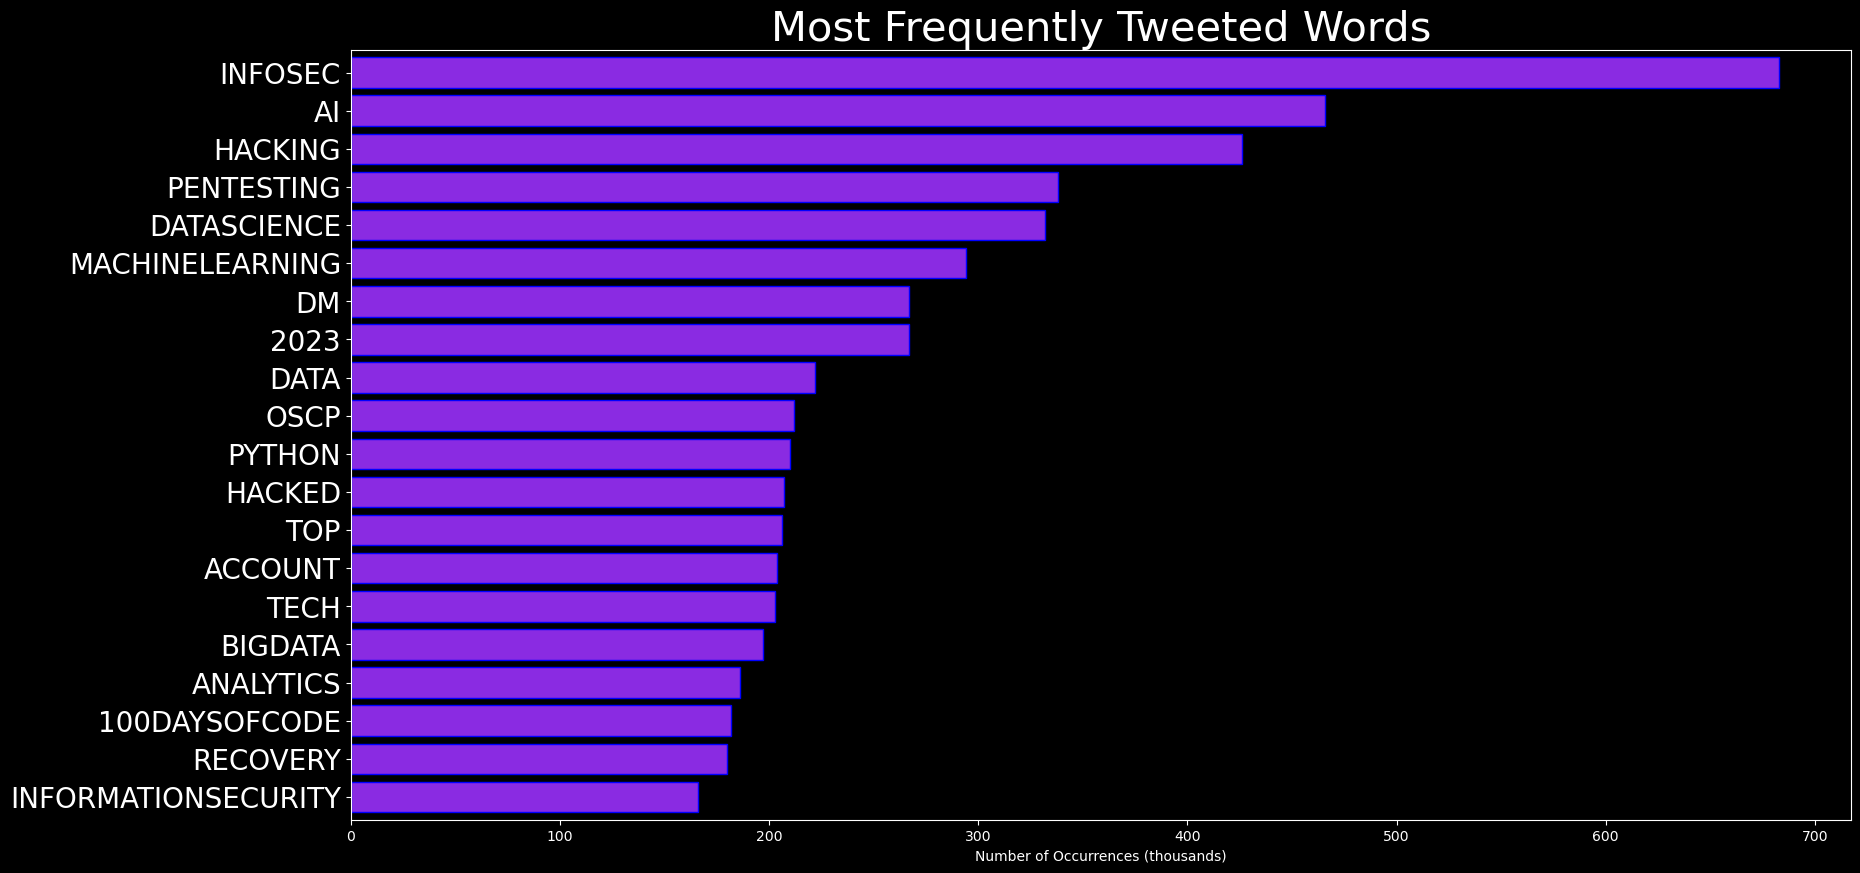 Most Frequently Tweeted Words
INFOSEC
AI
HACKING
PENTESTING
DATASCIENCE
MACHINELEARNING
DM
2023
DATA
OSCP
PYTHON
HACKED
TOP
ACCOUNT
TECH
BIGDATA
ANALYTICS
100DAYSOFCODE
RECOVERY
INFORMATIONSECURITY
0 100 200 300 400 500 600 700
Number of Occurrences (thousands)